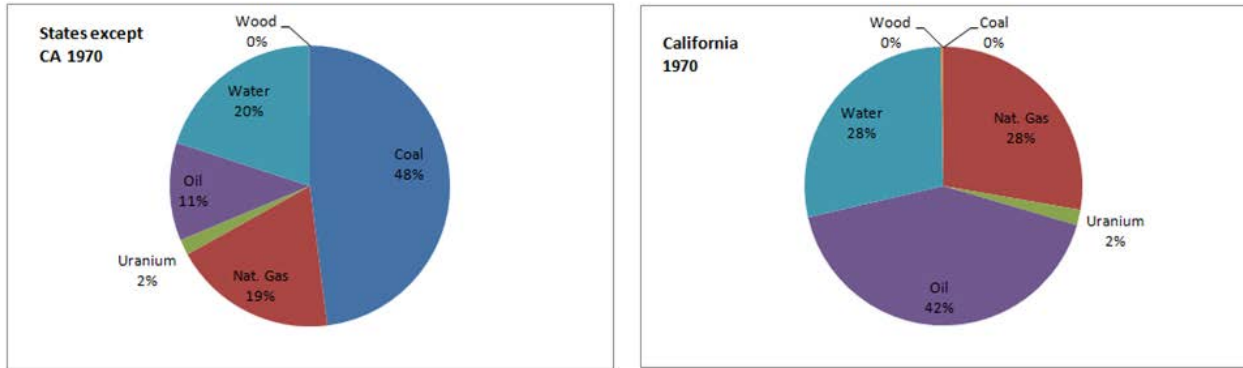 States except
CA 1970
Wood
0%
Water
20%
Coal
48%
Oil
11%
Uranium
2%
Nat. Gas
19%
California
1970
Wood
0%
Coal
0%
Water
28%
Nat. Gas
28%
Uranium
2%
Oil
42%